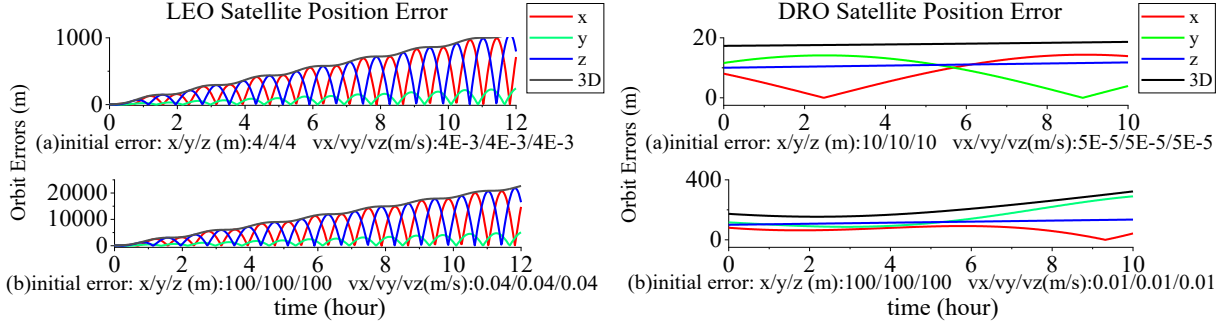 LEO Satellite Position Error
x
y
z
3D
1000
500
0
0 2 4 6 8 10 12
(a)initial error: x/y/z (m):4/4/4 vx/vy/vz(m/s):4E-3/4E-3/4E-3
Orbit Errors (m)
20000
10000
0
0 2 4 6 8 10 12
(b)initial error: x/y/z (m):100/100/100 vx/vy/vz(m/s):0.04/0.04/0.04
time (hour)
DRO Satellite Position Error
x
y
z
3D
20
0
0 2 4 6 8 10
(a)initial error: x/y/z (m):10/10/10 vx/vy/vz(m/s):5E-5/5E-5/5E-5
Orbit Errors (m)
400
0
0 2 4 6 8 10
(b)initial error: x/y/z (m):100/100/100 vx/vy/vz(m/s):0.01/0.01/0.01
time (hour)